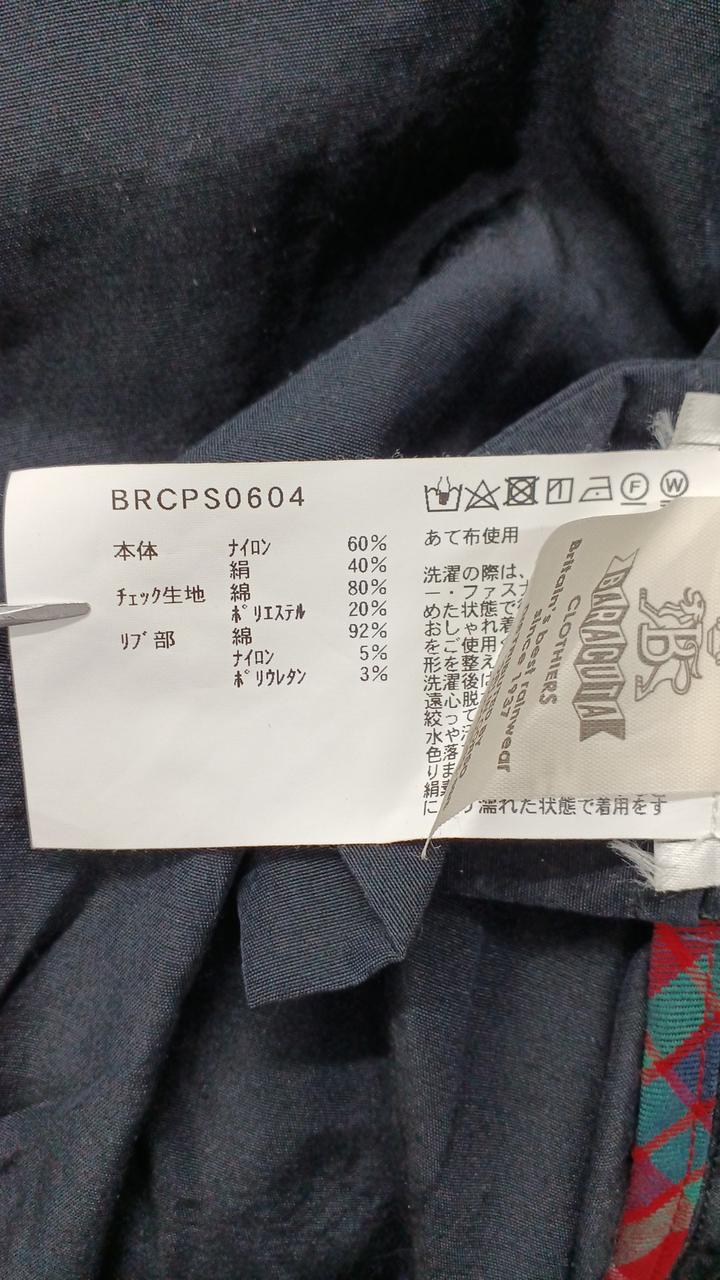 BRCPS0604
本体 ナイロン 60%
絹 40%
チェック生地 綿 80%
ポリエステル 20%
リブ部 綿 92%
ナイロン 5%
ポリウレタン 3%
F W
あて布使用
洗濯の際は、
ー・ファスナ
めた状態で
おしゃれ着
をご使用
形を整え
洗濯後は
遠心脱
絞って
水や
色落
りま
絹素
に り濡れた状態で着用をす
BARACUTA
CLOTHIERS
Britain's best rainwear
since 1937